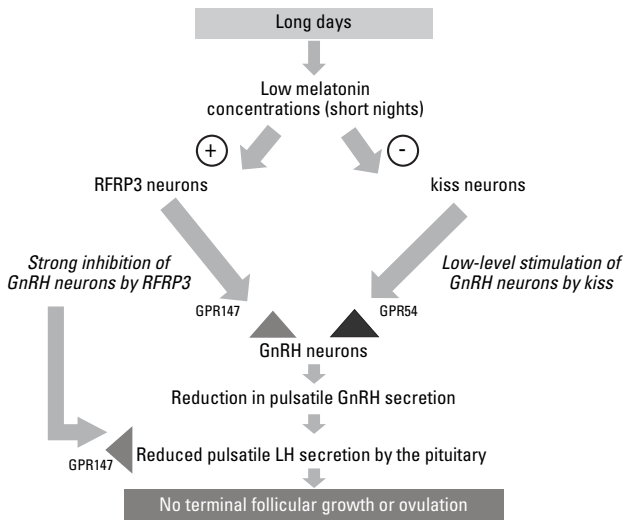 Long days
Low melatonin
concentrations (short nights)
+
-
RFRP3 neurons
kiss neurons
Strong inhibition of
GnRH neurons by RFRP3
Low-level stimulation of
GnRH neurons by kiss
GPR147
GPR54
GnRH neurons
Reduction in pulsatile GnRH secretion
Reduced pulsatile LH secretion by the pituitary
GPR147
No terminal follicular growth or ovulation